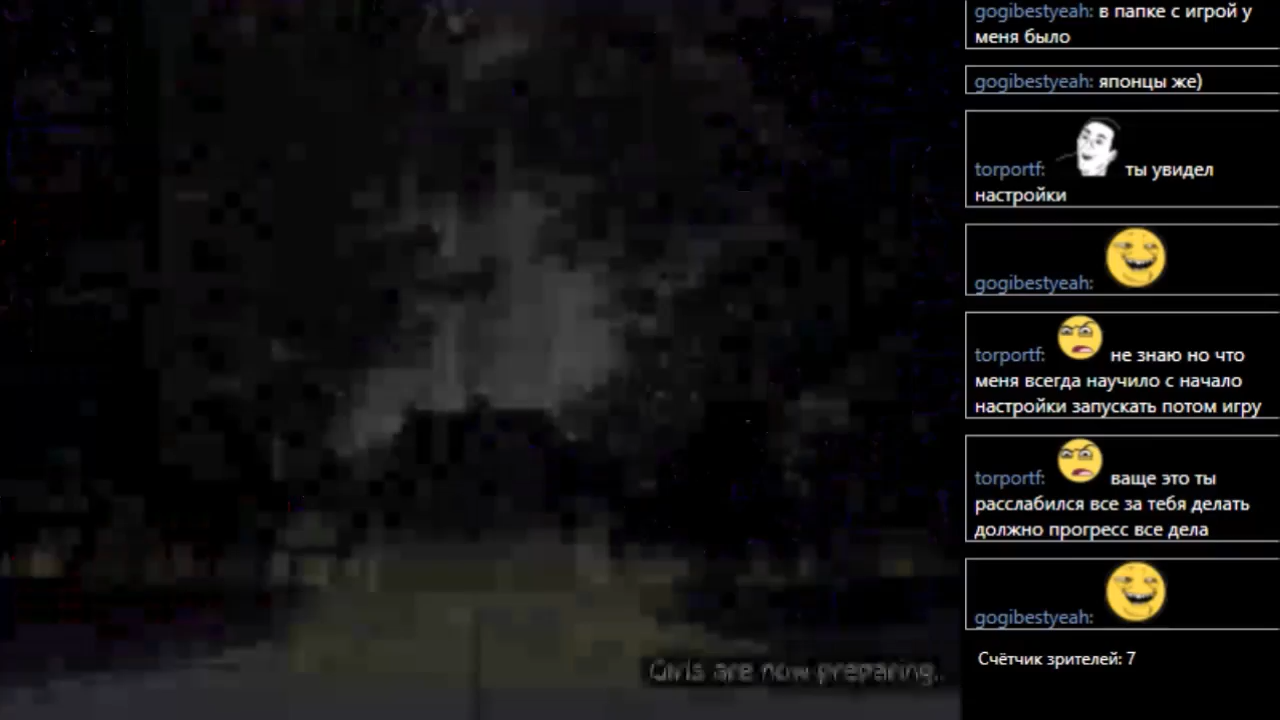 gogibestyeah: в папке с игрой у
меня было
gogibestyeah: японцы же)
torportf: ты увидел
настройки
gogibestyeah:
torportf: не знаю но что
меня всегда научило с начало
настройки запускать потом игру
torportf: ваще это ты
расслабился все за тебя делать
должно прогресс все дела
gogibestyeah:
Girls are now preparing..
Счётчик зрителей: 7